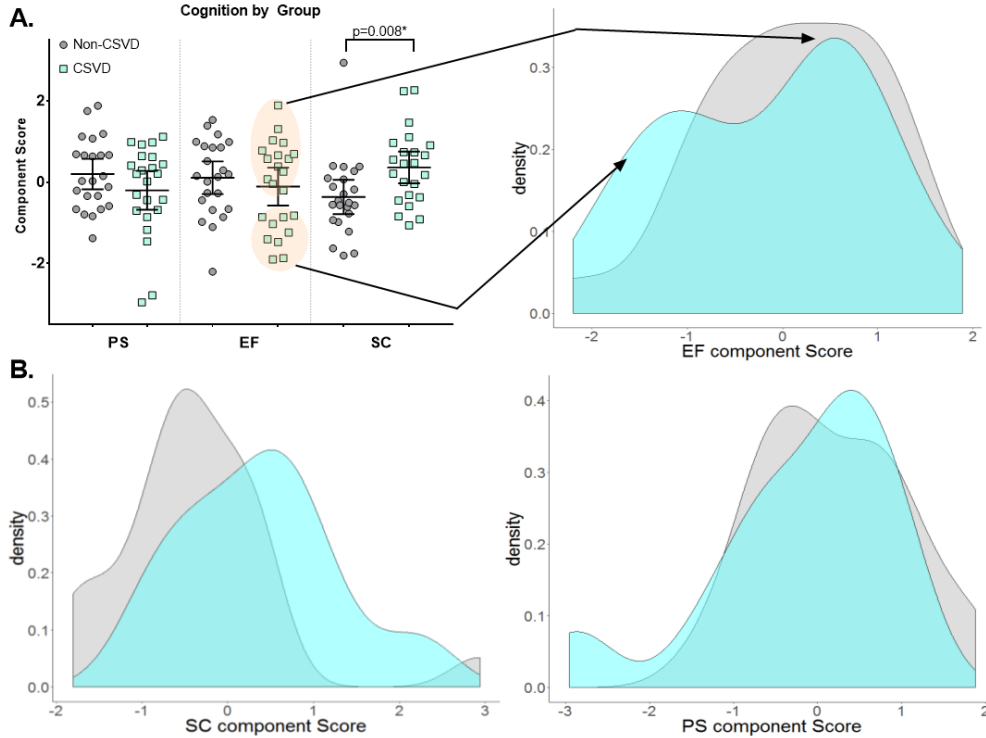 A.
Cognition by Group
p=0.008*
Non-CSVD
CSVD
Component Score
2
0
-2
PS
EF
SC
density
0.3
0.2
0.1
0.0
-2
-1
0
1
2
EF component Score
B.
density
0.5
0.4
0.3
0.2
0.1
0.0
-2
-1
0
1
2
3
SC component Score
density
0.4
0.3
0.2
0.1
0.0
-3
-2
-1
0
1
2
PS component Score